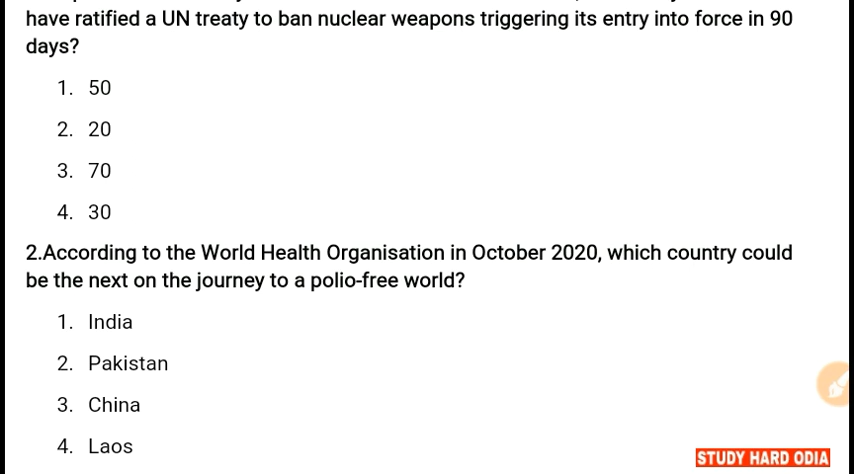 have ratified a UN treaty to ban nuclear weapons triggering its entry into force in 90
days?
1. 50
2. 20
3. 70
4. 30
2.According to the World Health Organisation in October 2020, which country could
be the next on the journey to a polio-free world?
1. India
2. Pakistan
3. China
4. Laos
STUDY HARD ODIA